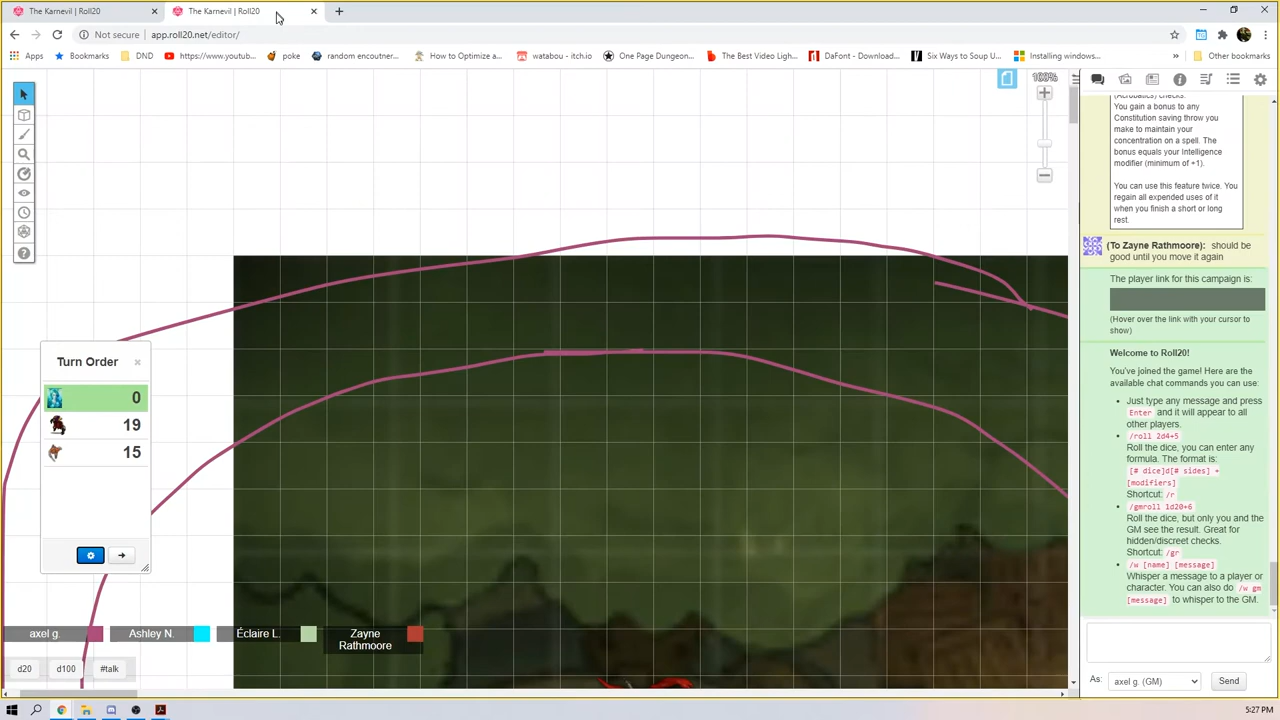 The Karnevil | Roll20
The Karnevil | Roll20
Not secure | app.roll20.net/editor/
Apps
Bookmarks
DND
https://www.youtub...
poke
random encoutner...
How to Optimize a...
watabou - itch.io
One Page Dungeon...
The Best Video Ligh...
DaFont - Download...
Six Ways to Soup U...
Installing windows...
»
Other bookmarks
100%
Turn Order
0
19
15
axel g.
Ashley N.
Éclaire L.
Zayne
Rathmoore
d20
d100
#talk
(Acrobatics) checks.
You gain a bonus to any
Constitution saving throw you
make to maintain your
concentration on a spell. The
bonus equals your Intelligence
modifier (minimum of +1).
You can use this feature twice. You
regain all expended uses of it
when you finish a short or long
rest.
(To Zayne Rathmoore): should be
good until you move it again
The player link for this campaign is:
(Hover over the link with your cursor to
show)
Welcome to Roll20!
You've joined the game! Here are the
available chat commands you can use:
• Just type any message and press
Enter and it will appear to all
other players.
• /roll 2d4+5
Roll the dice, you can enter any
formula. The format is:
[# dice]d[# sides] +
[modifiers]
Shortcut: /r
• /gmroll 1d20+6
Roll the dice, but only you and the
GM see the result. Great for
hidden/discreet checks.
Shortcut: /gr
• /w [name] [message]
Whisper a message to a player or
character. You can also do /w gm
[message] to whisper to the GM.
As:
axel g. (GM)
Send
5:27 PM